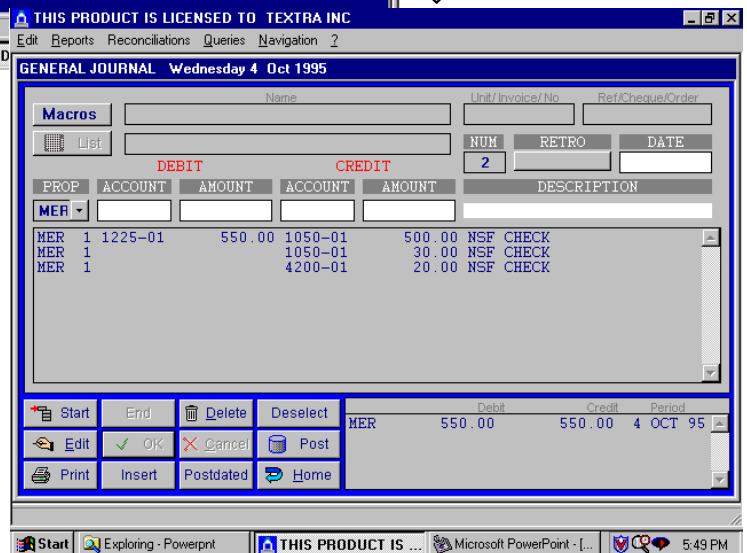 THIS PRODUCT IS LICENSED TO TEXTRA INC
Edit Reports Reconciliations Queries Navigation ?
D
GENERAL JOURNAL Wednesday 4 Oct 1995
Name Unit/Invoice/No Ref/Cheque/Order
Macros
List NUM RETRO DATE
2
DEBIT CREDIT
PROP ACCOUNT AMOUNT ACCOUNT AMOUNT DESCRIPTION
MER
MER 1 1225-01 550.00 1050-01 500.00 NSF CHECK
MER 1 1050-01 30.00 NSF CHECK
MER 1 4200-01 20.00 NSF CHECK
Start End Delete Deselect
Debit Credit Period
MER 550.00 550.00 4 OCT 95
Edit OK Cancel Post
Print Insert Postdated Home
Start Exploring - Powerpnt THIS PRODUCT IS ... Microsoft PowerPoint - [... 5:49 PM